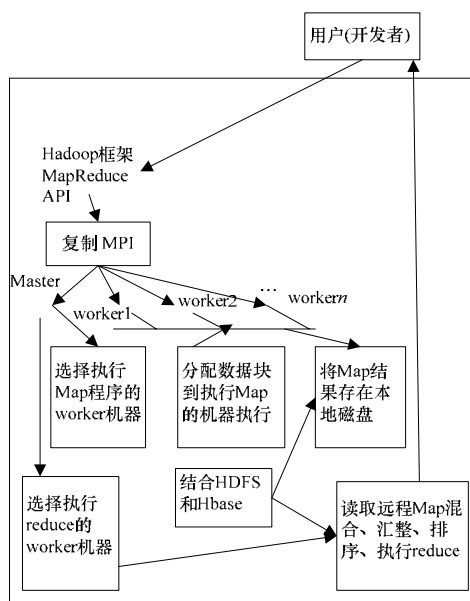 用户(开发者)
Hadoop框架
MapReduce
API
复制 MPI
Master
worker1
worker2
… workern
选择执行
Map程序的
worker机器
分配数据块
到执行Map
的机器执行
将Map结
果存在本
地磁盘
结合HDFS
和Hbase
选择执行
reduce的
worker机器
读取远程Map混
合、汇整、排
序、执行reduce